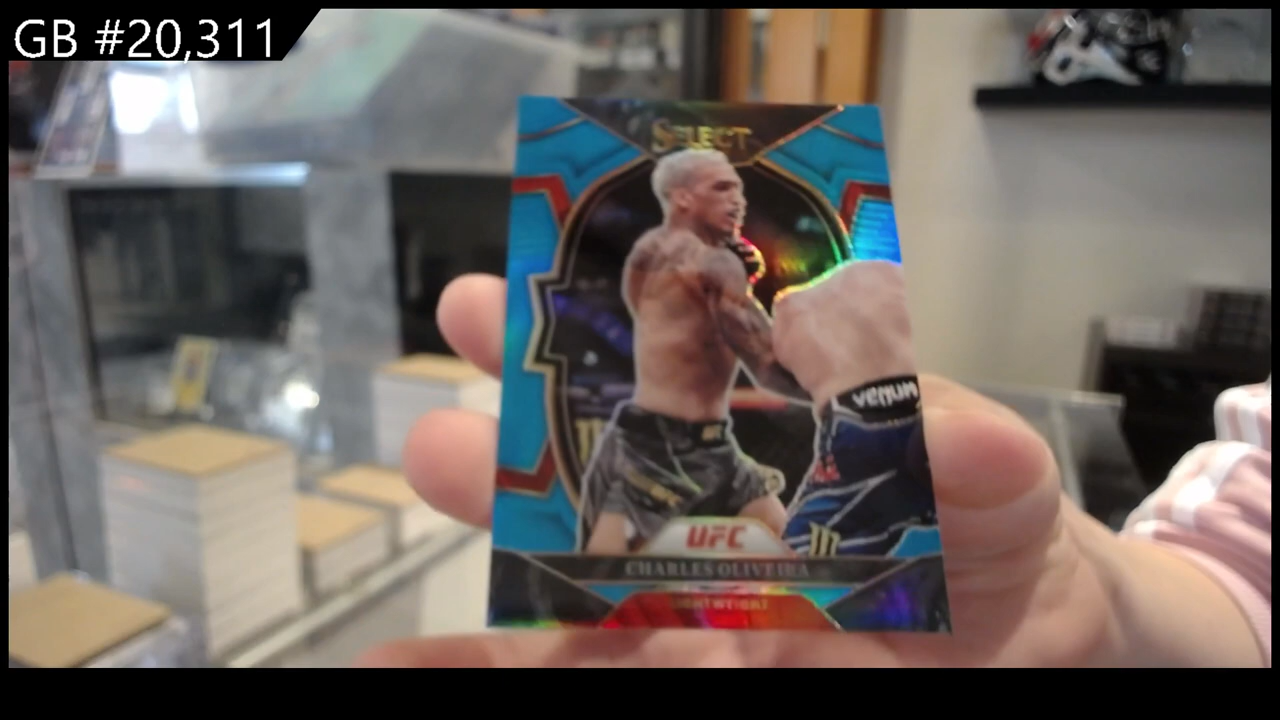 GB #20,311
SELECT
venum
UFC
CHARLES OLIVEIRA
LIGHTWEIGHT